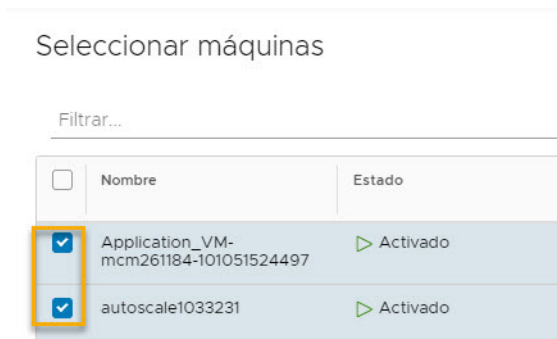 Seleccionar máquinas
Filtrar...
Nombre Estado
Application_VM- Activado
mcm261184-101051524497
autoscale1033231 Activado